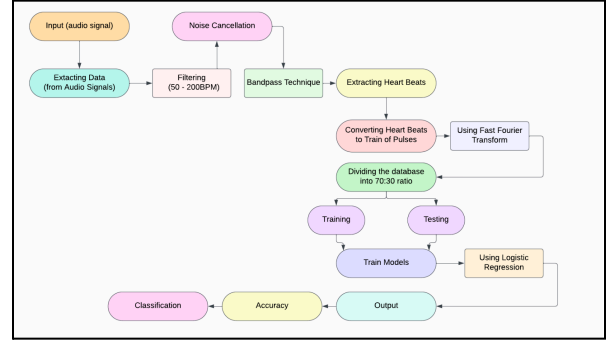 Input (audio signal)
Noise Cancellation
Extacting Data
(from Audio Signals)
Filtering
(50 - 200BPM)
Bandpass Technique
Extracting Heart Beats
Converting Heart Beats
to Train of Pulses
Using Fast Fourier
Transform
Dividing the database
into 70:30 ratio
Training
Testing
Train Models
Using Logistic
Regression
Classification
Accuracy
Output